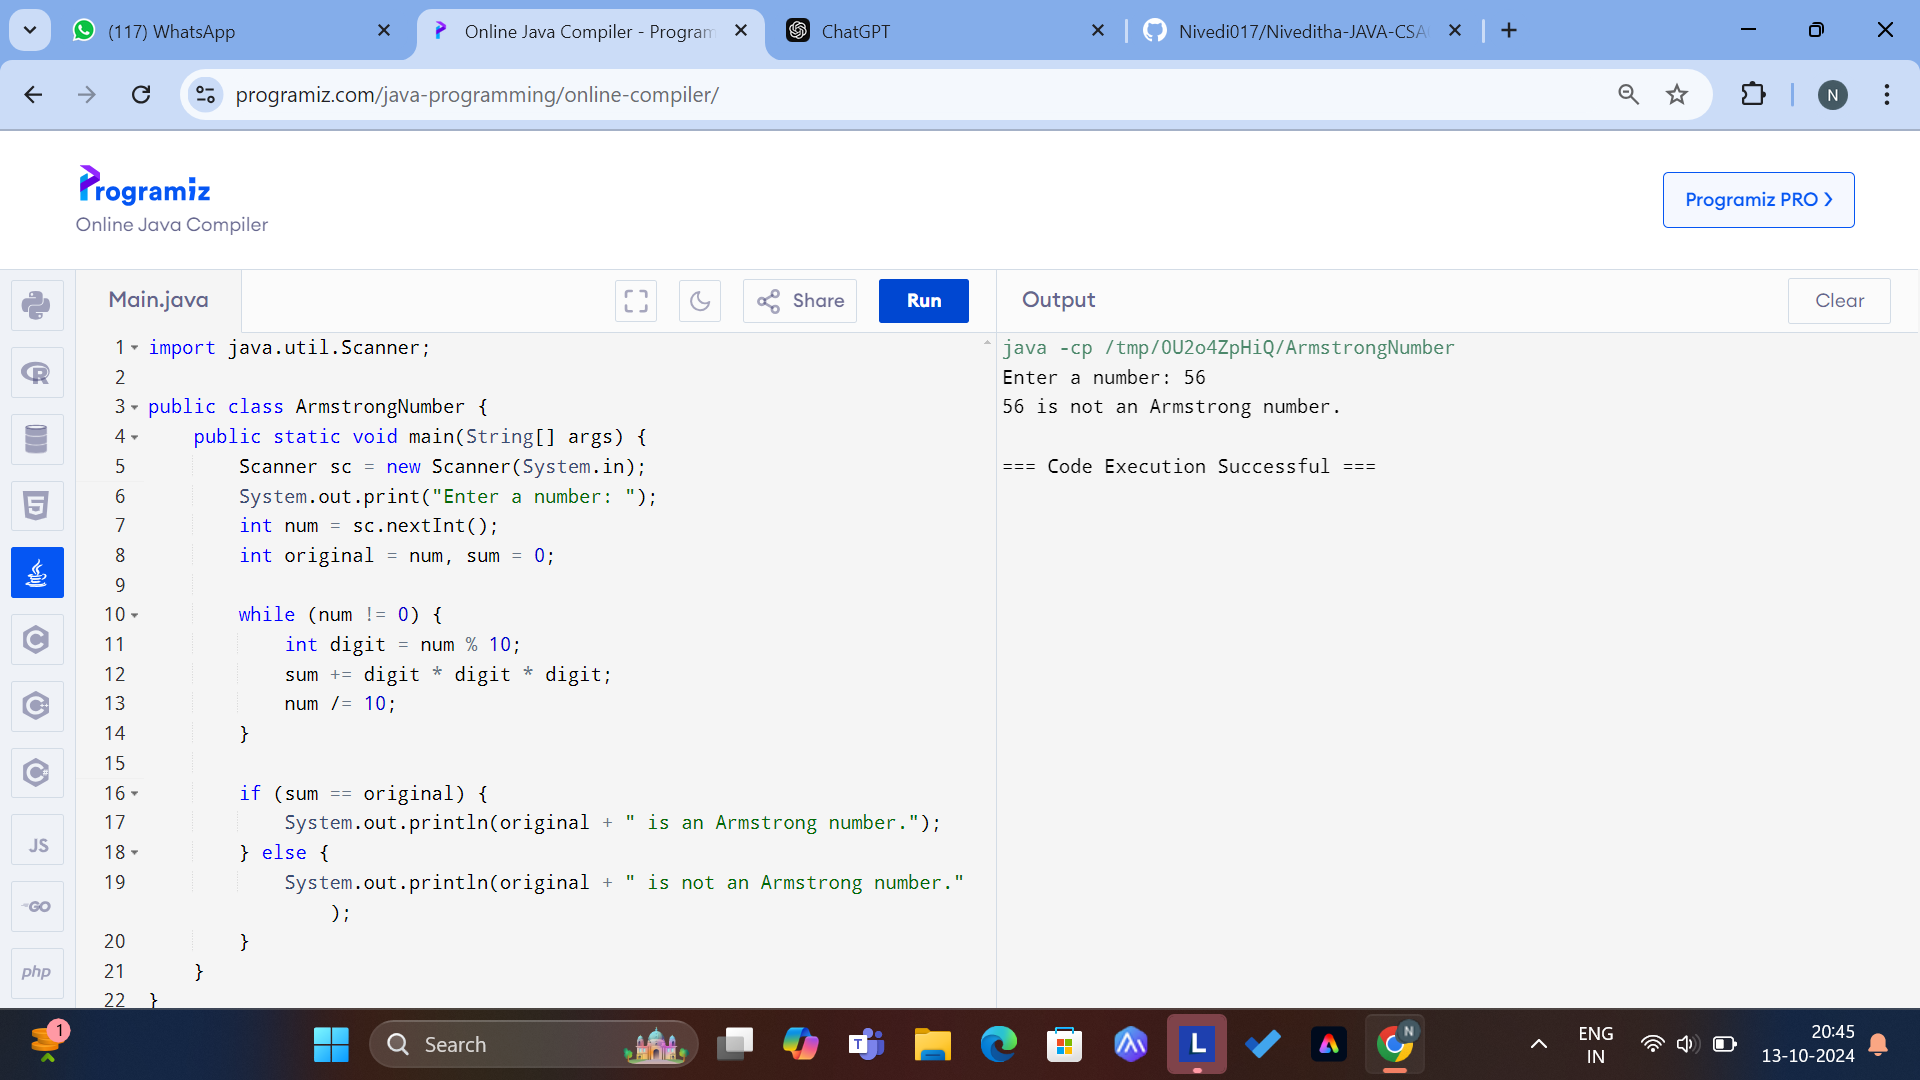 (117) WhatsApp
Online Java Compiler - Program
ChatGPT
Nivedi017/Niveditha-JAVA-CSA
programiz.com/java-programming/online-compiler/
N
Programiz
Online Java Compiler
Programiz PRO
Main.java
Share
Run
Output
Clear
1 import java.util.Scanner;
2
3 public class ArmstrongNumber {
4 public static void main(String[] args) {
5 Scanner sc = new Scanner(System.in);
6 System.out.print("Enter a number: ");
7 int num = sc.nextInt();
8 int original = num, sum = 0;
9
10 while (num != 0) {
11 int digit = num % 10;
12 sum += digit * digit * digit;
13 num /= 10;
14 }
15
16 if (sum == original) {
17 System.out.println(original + " is an Armstrong number.");
18 } else {
19 System.out.println(original + " is not an Armstrong number."
);
20 }
21 }
22 }
java -cp /tmp/OU2o4ZpHiQ/ArmstrongNumber
Enter a number: 56
56 is not an Armstrong number.
=== Code Execution Successful ===
R
5
C
C
C
JS
GO
php
1
Search
T
L
N
ENG
IN
20:45
13-10-2024